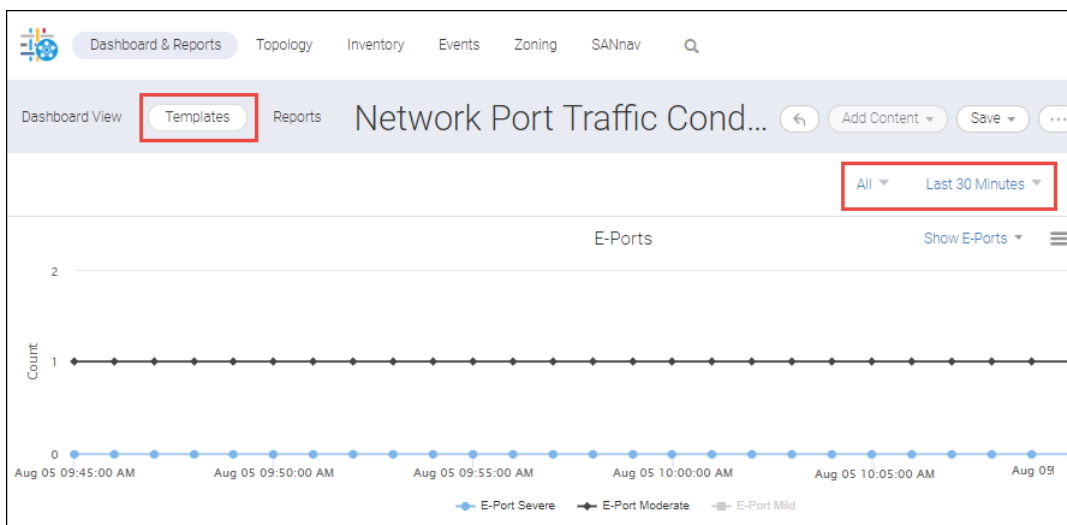 Dashboard & Reports Topology Inventory Events Zoning SANnav
Dashboard View Templates Reports Network Port Traffic Cond... Add Content Save ...
All Last 30 Minutes
E-Ports Show E-Ports
2
Count
1
0
Aug 05 09:45:00 AM Aug 05 09:50:00 AM Aug 05 09:55:00 AM Aug 05 10:00:00 AM Aug 05 10:05:00 AM Aug 05
E-Port Severe E-Port Moderate E-Port Mild